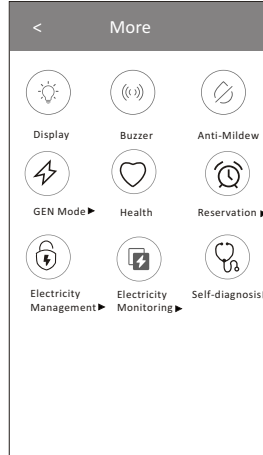 < More
Display Buzzer Anti-Mildew
GEN Mode▶ Health Reservation▶
Electricity Management▶ Electricity Monitoring▶ Self-diagnosis